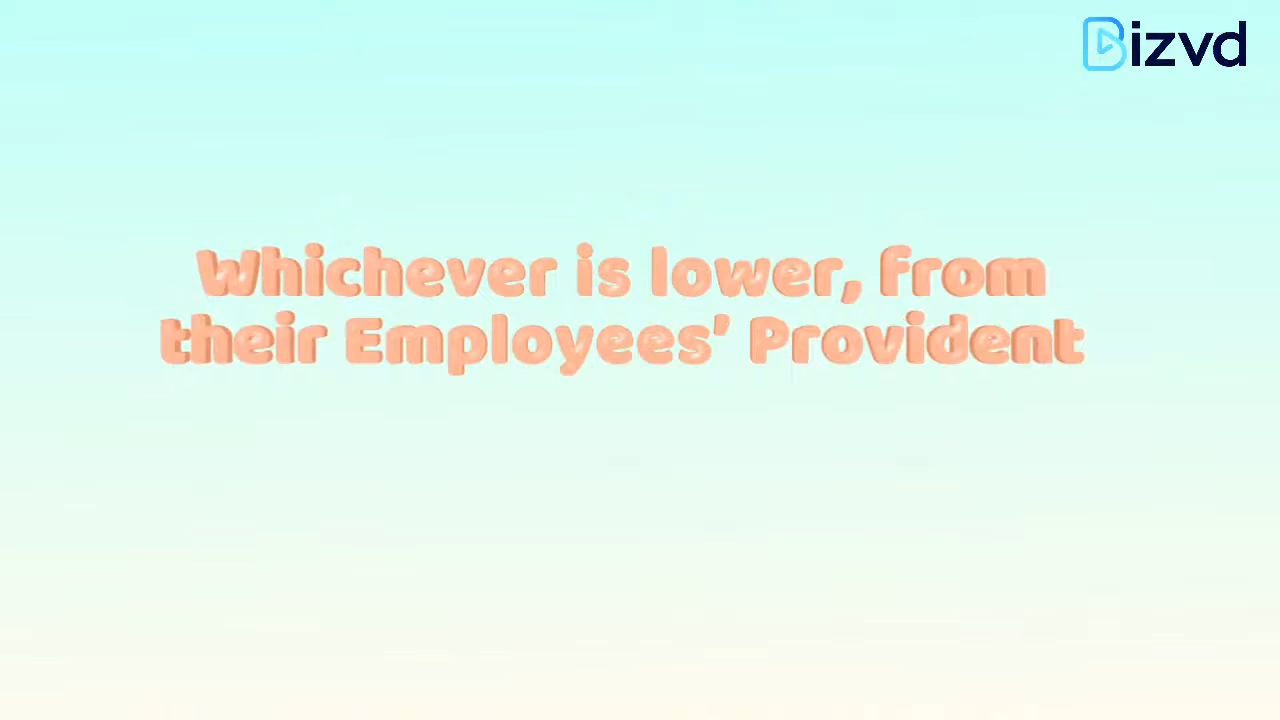 Bizvd
Whichever is lower, from
their Employees’ Provident